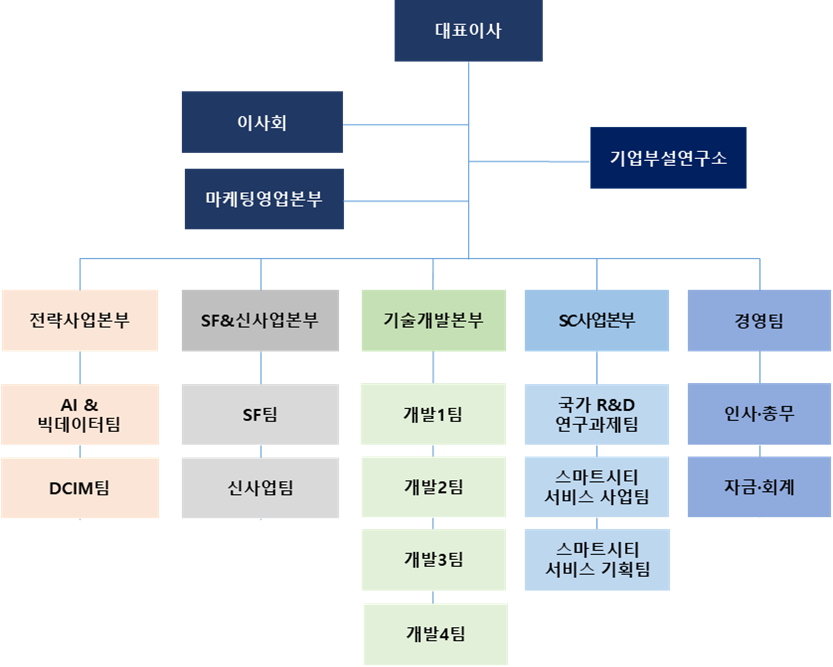 대표이사
이사회
기업부설연구소
마케팅영업본부
전략사업본부
SF&신사업본부
기술개발본부
SC사업본부
경영팀
AI &
빅데이터팀
SF팀
개발1팀
국가 R&D
연구과제팀
인사·총무
DCIM팀
신사업팀
개발2팀
스마트시티
서비스 사업팀
자금·회계
개발3팀
스마트시티
서비스 기획팀
개발4팀